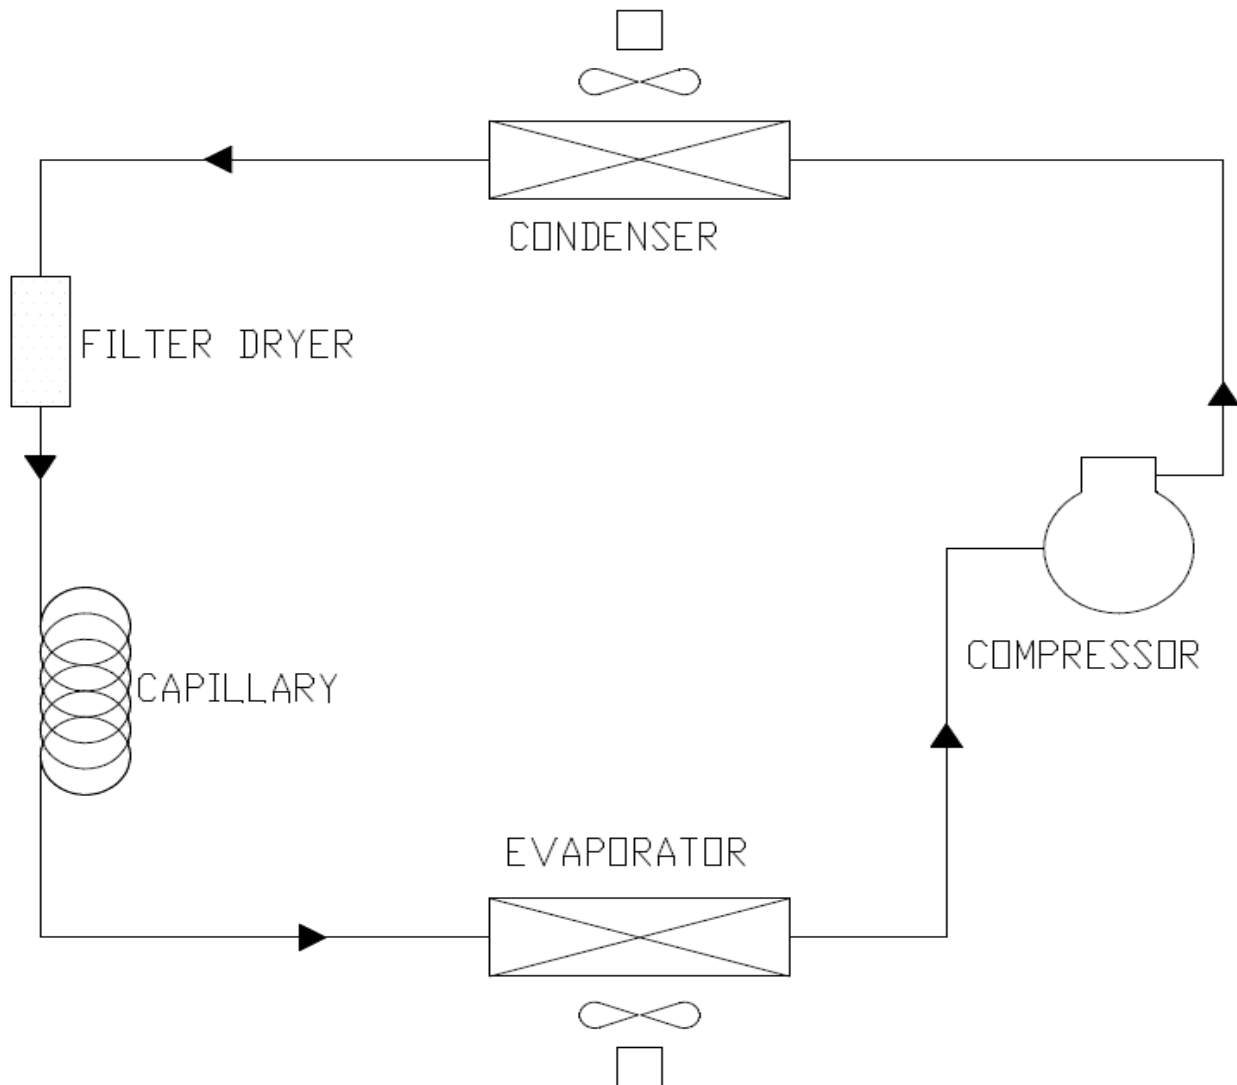 CONDENSER
FILTER DRYER
COMPRESSOR
CAPILLARY
EVAPORATOR